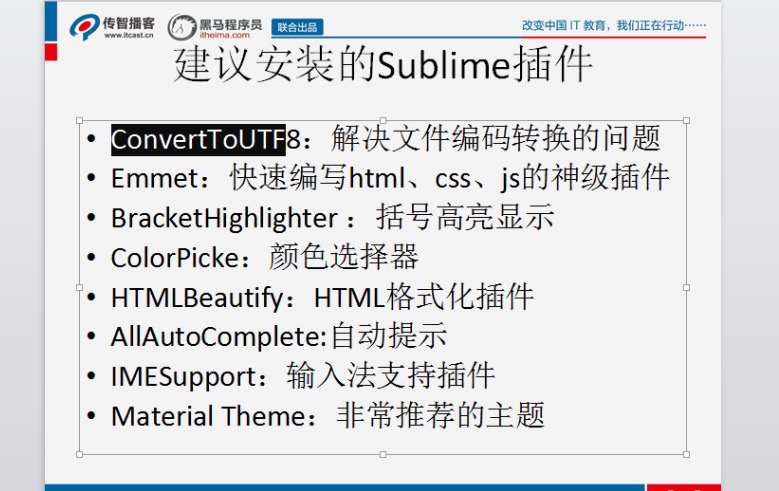 传智播客
www.itcast.cn
黑马程序员
itheima.com
联合出品
改变中国 IT 教育，我们正在行动……
建议安装的Sublime插件
• ConvertToUTF8：解决文件编码转换的问题
• Emmet：快速编写html、css、js的神级插件
• BracketHighlighter ：括号高亮显示
• ColorPicke：颜色选择器
• HTMLBeautify：HTML格式化插件
• AllAutoComplete:自动提示
• IMESupport：输入法支持插件
• Material Theme：非常推荐的主题